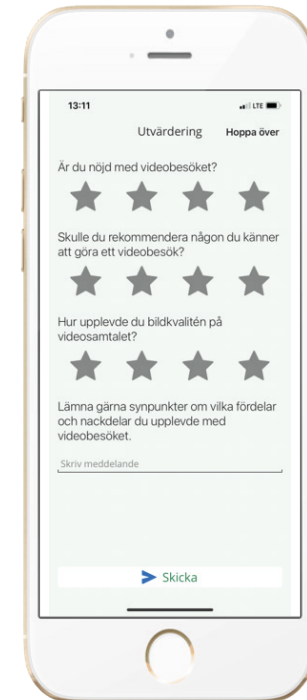 13:11
LTE
Utvärdering Hoppa över
Är du nöjd med videobesöket?
Skulle du rekommendera någon du känner
att göra ett videobesök?
Hur upplevde du bildkvalitén på
videosamtalet?
Lämna gärna synpunkter om vilka fördelar
och nackdelar du upplevde med
videobesöket.
Skriv meddelande
Skicka